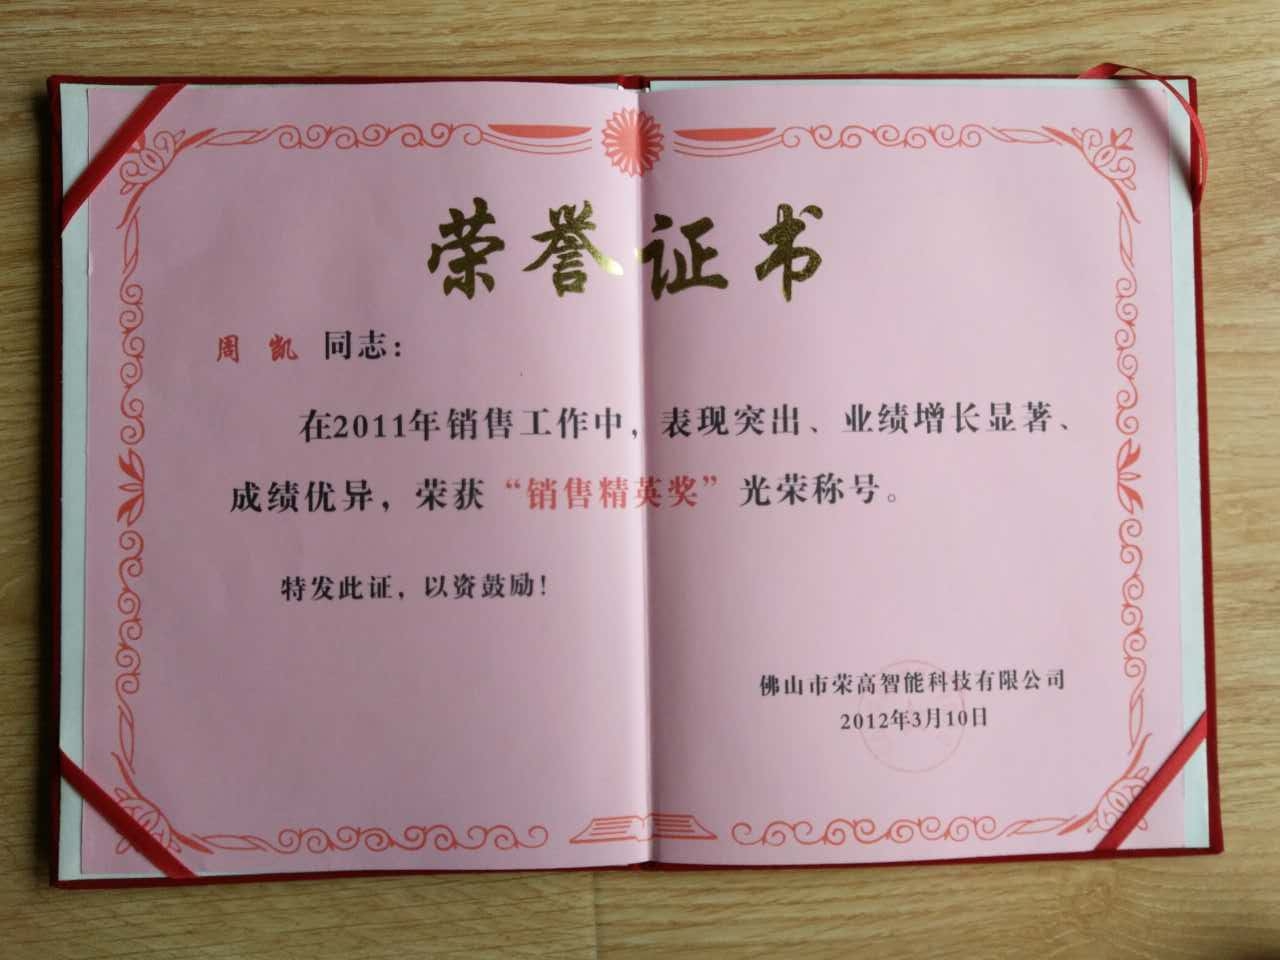 荣誉证书
周 凯 同志：
在2011年销售工作中，表现突出、业绩增长显著、
成绩优异，荣获“销售精英奖”光荣称号。
特发此证，以资鼓励！
佛山市荣高智能科技有限公司
2012年3月10日